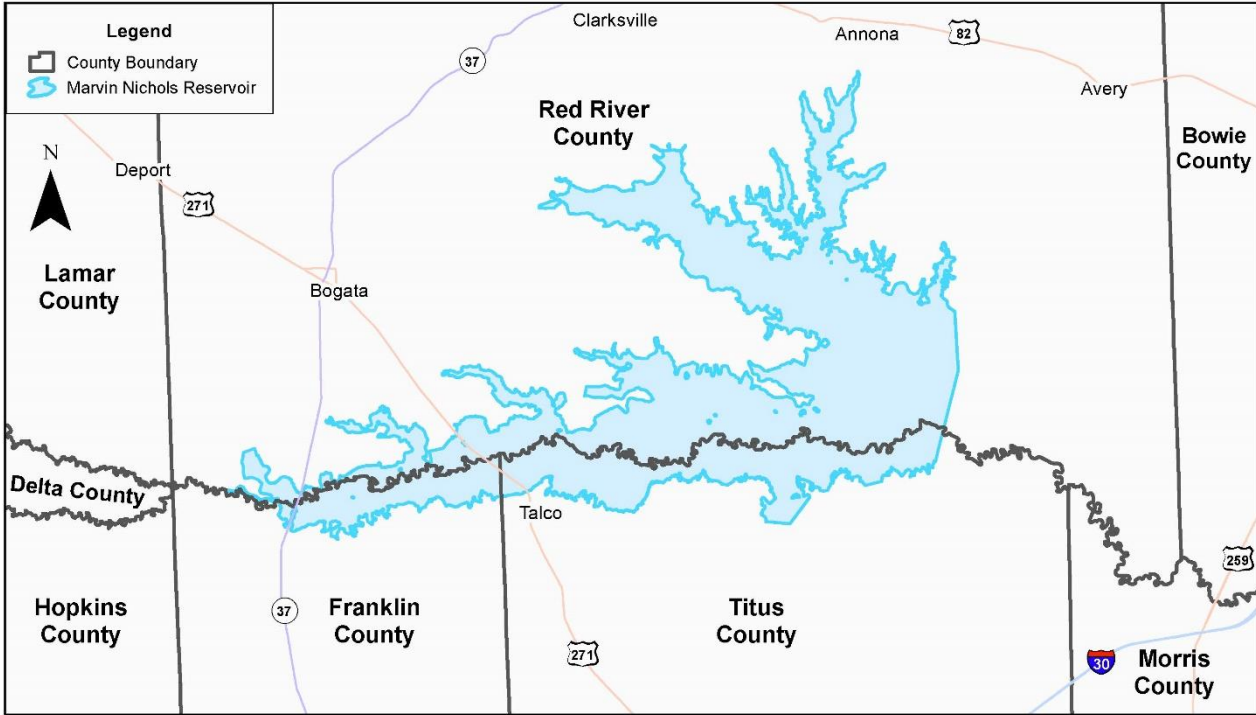 Legend
County Boundary
Marvin Nichols Reservoir
Clarksville
37
Annona
82
Avery
Red River
County
Bowie
County
N
Deport
271
Lamar
County
Bogata
Delta County
Talco
259
Hopkins
County
37
Franklin
County
Titus
County
271
30
Morris
County